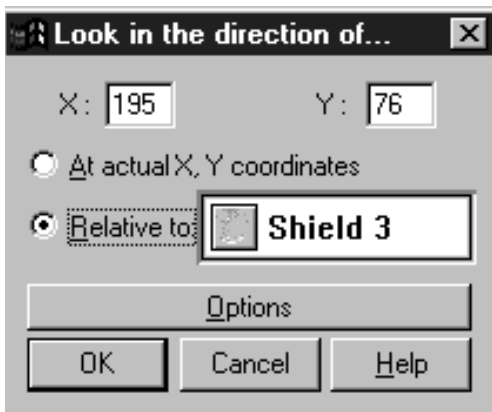 Look in the direction of...
X: 195 Y: 76
At actual X, Y coordinates
Relative to: Shield 3
Options
OK Cancel Help